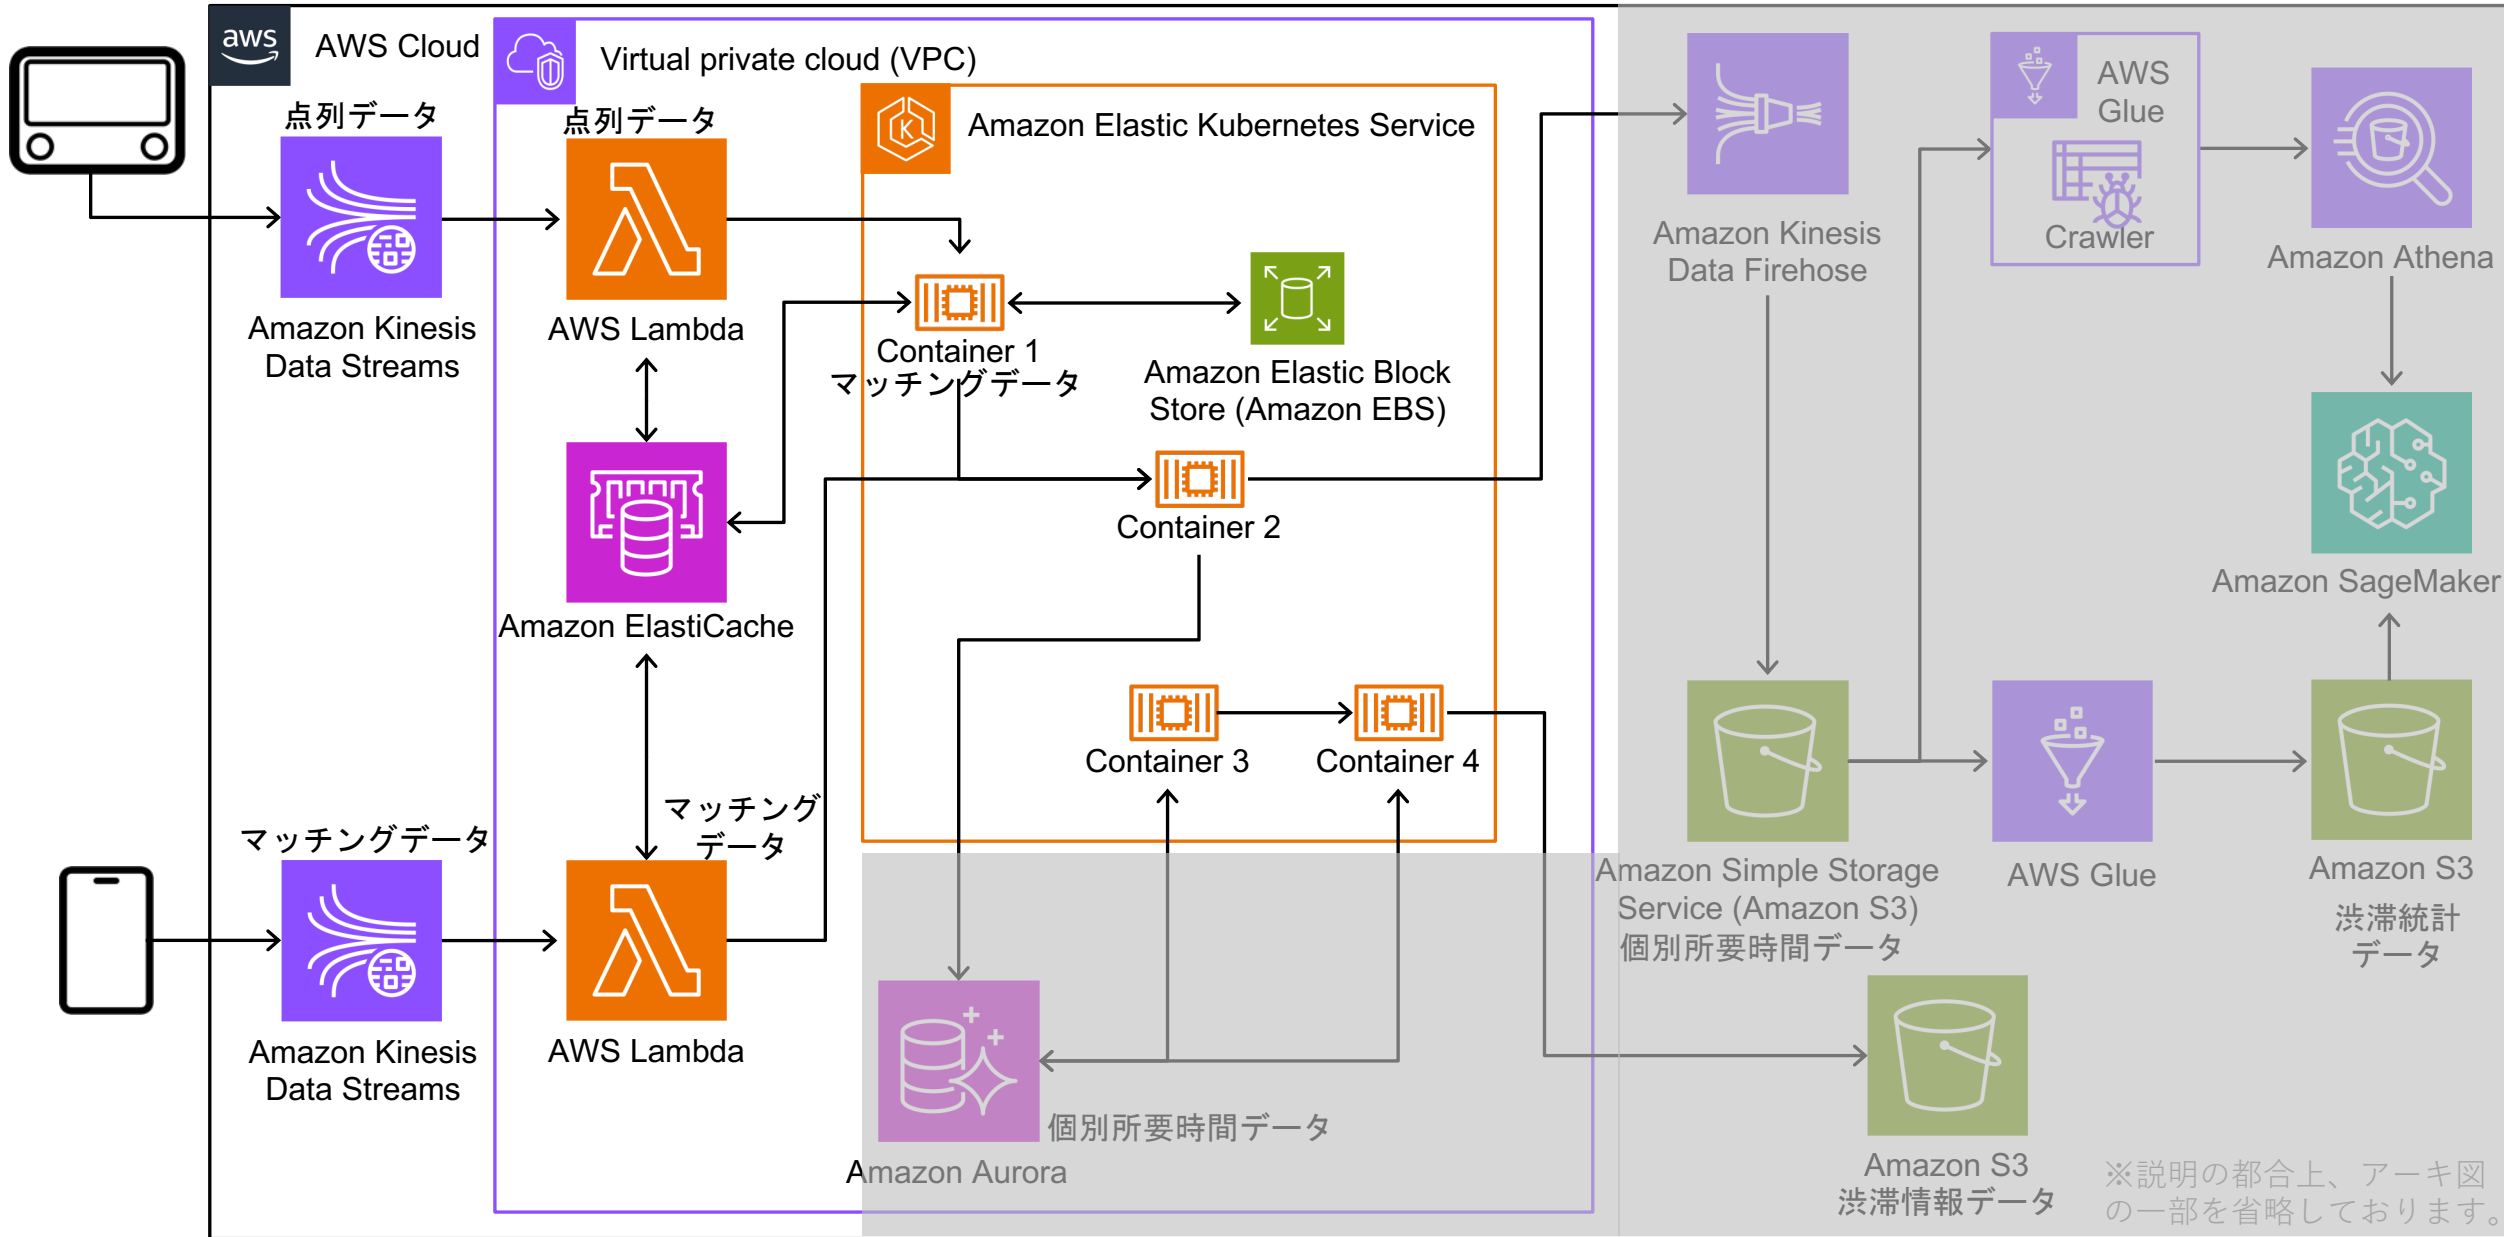 aws
AWS Cloud
Virtual private cloud (VPC)
点列データ
点列データ
Amazon Elastic Kubernetes Service
Amazon Kinesis
Data Streams
AWS Lambda
Container 1
マッチングデータ
Amazon Elastic Block
Store (Amazon EBS)
Container 2
Amazon ElastiCache
Container 3
Container 4
マッチング
データ
マッチングデータ
Amazon Kinesis
Data Streams
AWS Lambda
個別所要時間データ
Amazon Aurora
Amazon Kinesis
Data Firehose
AWS
Glue
Crawler
Amazon Athena
Amazon SageMaker
Amazon Simple Storage
Service (Amazon S3)
個別所要時間データ
AWS Glue
Amazon S3
渋滞統計
データ
Amazon S3
渋滞情報データ
※説明の都合上、アーキ図
の一部を省略しております。